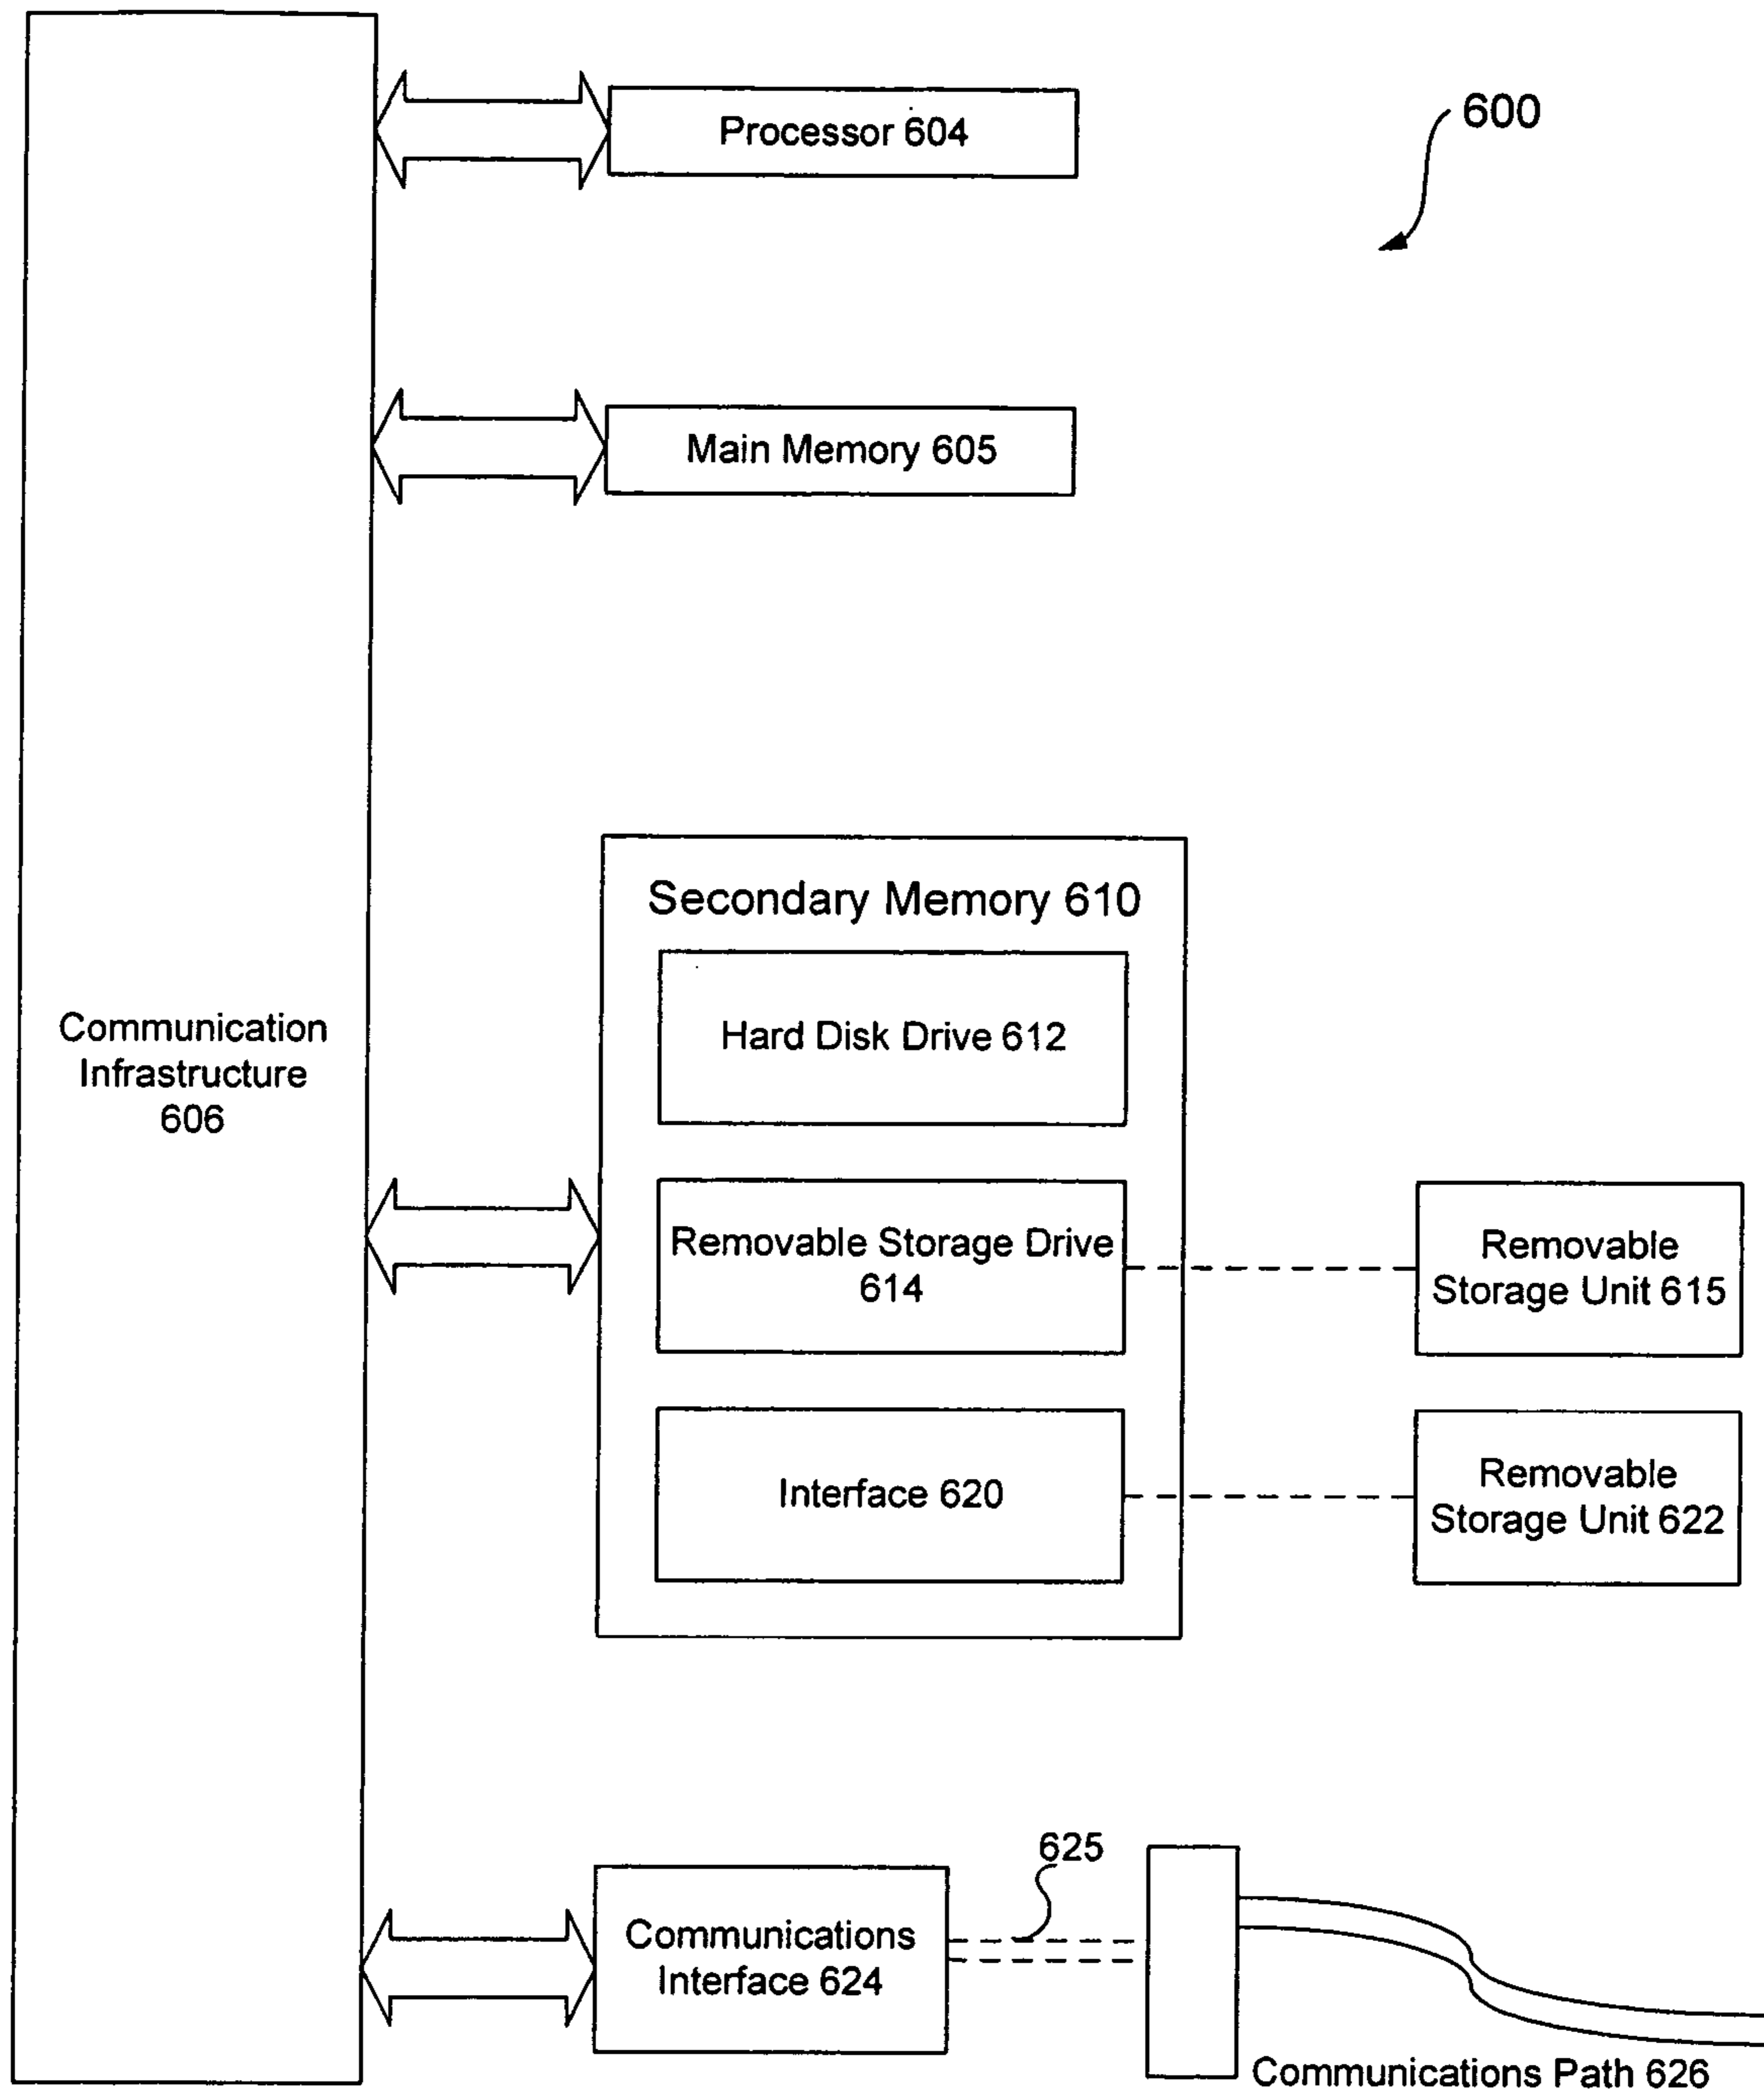 600
Processor 604
Main Memory 605
Communication
Infrastructure
606
Secondary Memory 610
Hard Disk Drive 612
Removable Storage Drive
614
Removable
Storage Unit 615
Interface 620
Removable
Storage Unit 622
625
Communications
Interface 624
Communications Path 626